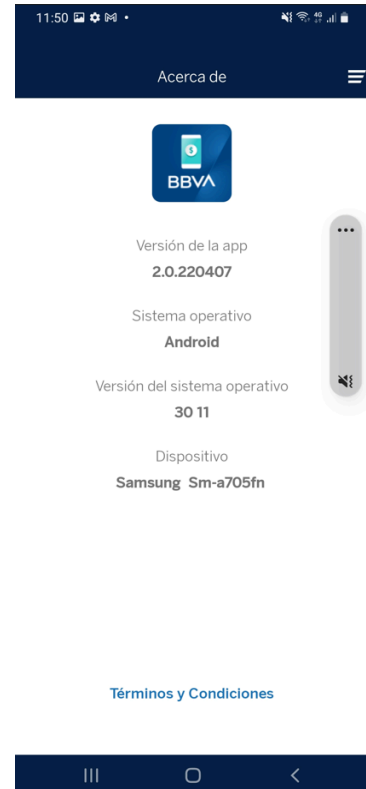 11:50
4G
Acerca de
BBVA
Versión de la app
2.0.220407
Sistema operativo
Android
Versión del sistema operativo
30 11
Dispositivo
Samsung Sm-a705fn
Términos y Condiciones